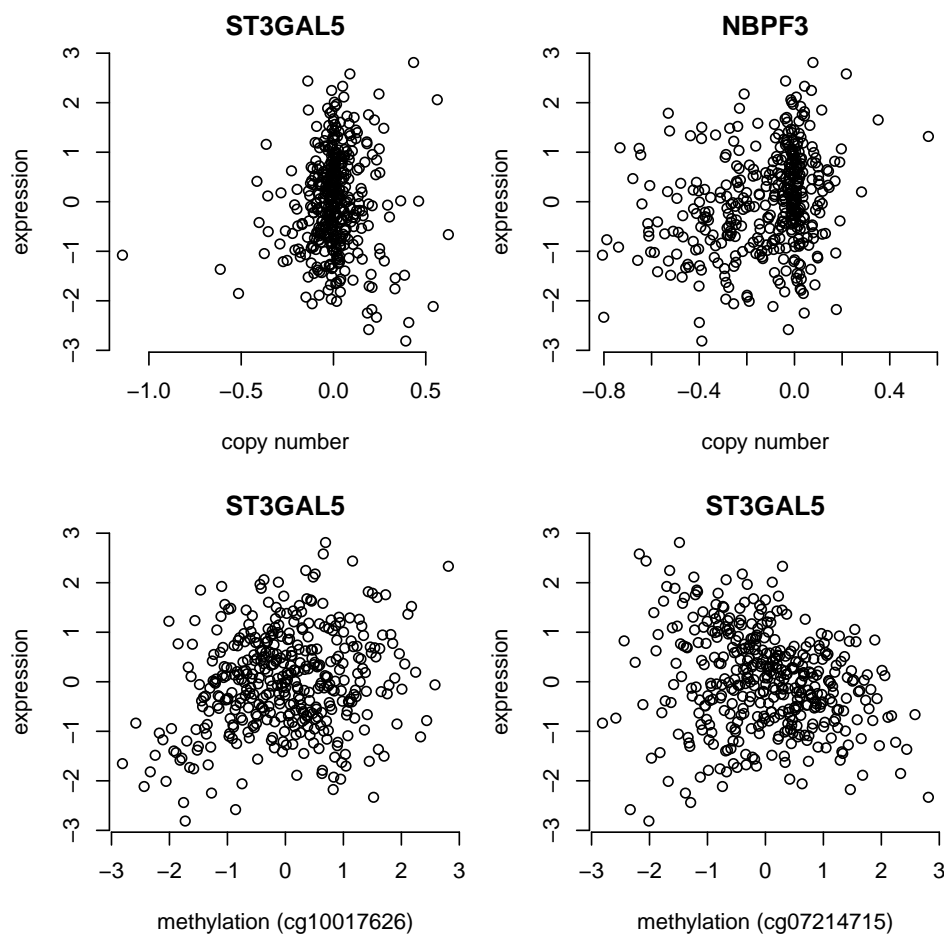 ST3GAL5
NBPF3
expression
3
2
1
0
−1
−2
−3
−1.0 −0.5 0.0 0.5
copy number
expression
3
2
1
0
−1
−2
−3
−0.8 −0.4 0.0 0.4
copy number
ST3GAL5
ST3GAL5
expression
3
2
1
0
−1
−2
−3
−3 −2 −1 0 1 2 3
methylation (cg10017626)
expression
3
2
1
0
−1
−2
−3
−3 −2 −1 0 1 2 3
methylation (cg07214715)